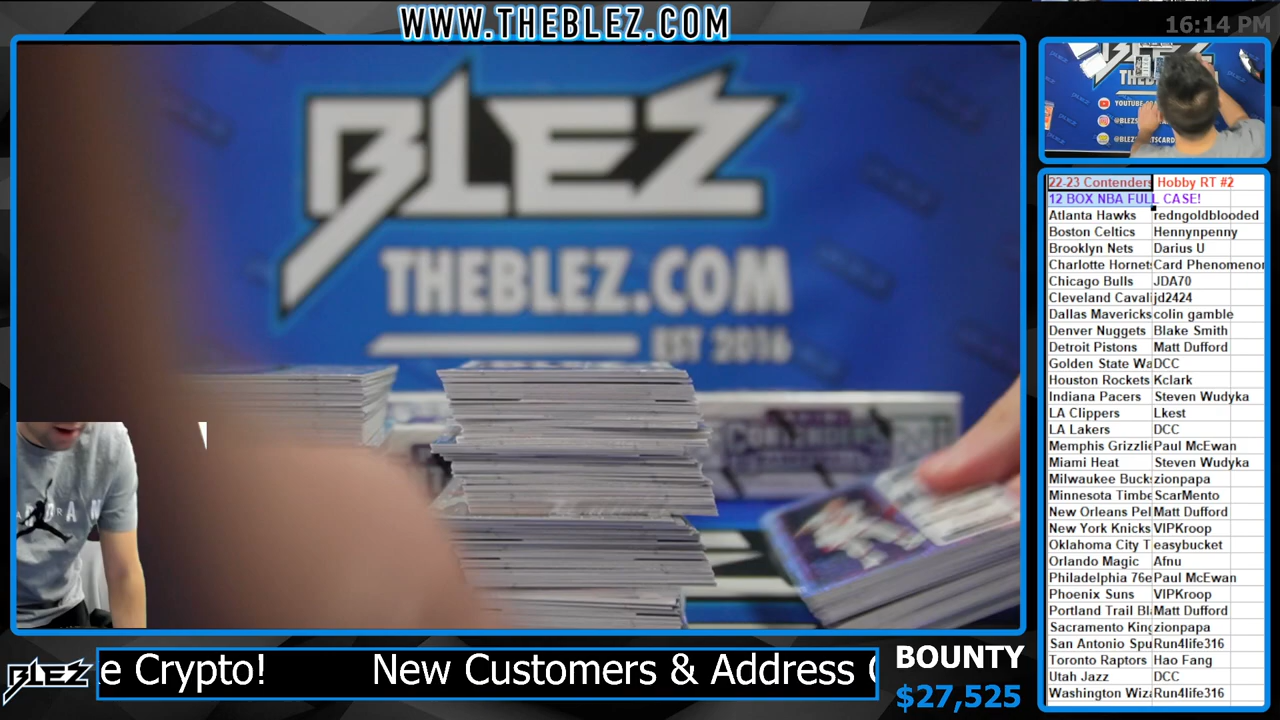 WWW.THEBLEZ.COM
16:14 PM
BLEZ
THEBLEZ.COM
EST 2016
22-23 Contenders Hobby RT #2
12 BOX NBA FULL CASE!
Atlanta Hawks redngoldblooded
Boston Celtics Hennynpenny
Brooklyn Nets Darius U
Charlotte Hornets Card Phenomenon
Chicago Bulls JDA70
Cleveland Cavali jd2424
Dallas Mavericks colin gamble
Denver Nuggets Blake Smith
Detroit Pistons Matt Dufford
Golden State Wa DCC
Houston Rockets Kclark
Indiana Pacers Steven Wudyka
LA Clippers Lkest
LA Lakers DCC
Memphis Grizzlie Paul McEwan
Miami Heat Steven Wudyka
Milwaukee Bucks zionpapa
Minnesota Timbe ScarMento
New Orleans Pel Matt Dufford
New York Knicks VIPKroop
Oklahoma City T easybucket
Orlando Magic Afnu
Philadelphia 76e Paul McEwan
Phoenix Suns VIPKroop
Portland Trail Bl Matt Dufford
Sacramento King zionpapa
San Antonio Spu Run4life316
Toronto Raptors Hao Fang
Utah Jazz DCC
Washington Wiza Run4life316
BLEZ
e Crypto!
New Customers & Address
BOUNTY
$27,525